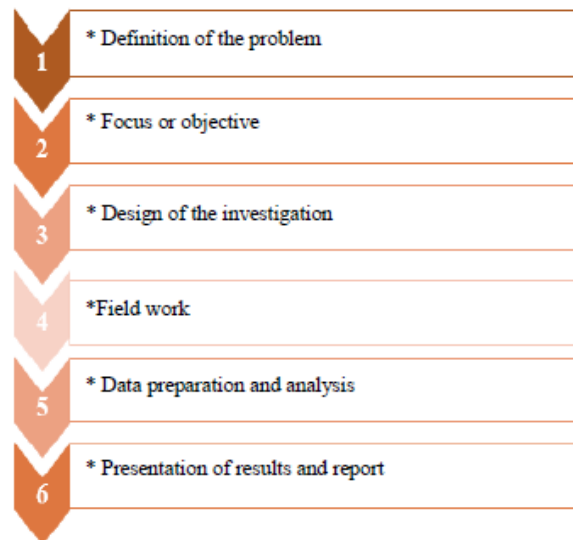 1
* Definition of the problem
2
* Focus or objective
3
* Design of the investigation
4
*Field work
5
* Data preparation and analysis
6
* Presentation of results and report